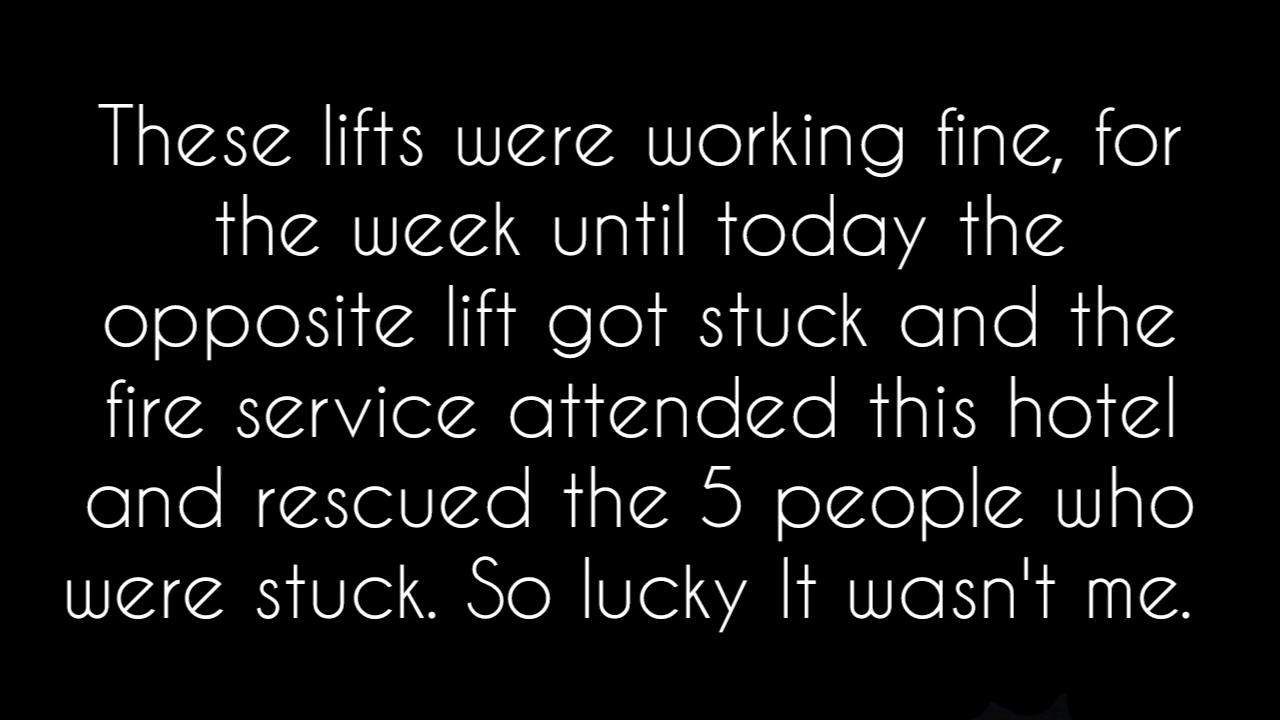 These lifts were working fine, for
the week until today the
opposite lift got stuck and the
fire service attended this hotel
and rescued the 5 people who
were stuck. So lucky It wasn't me.